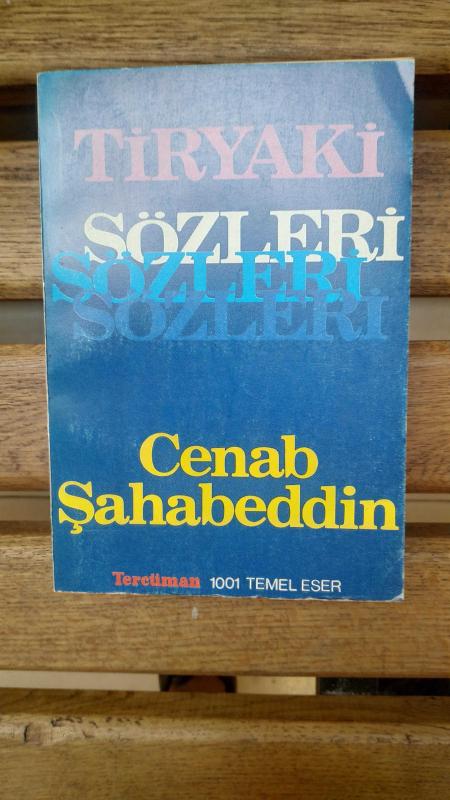 TİRYAKİ
SÖZLERİ
SÖZLERİ
SÖZLERİ
Cenab
Şahabeddin
Tercüman 1001 TEMEL ESER